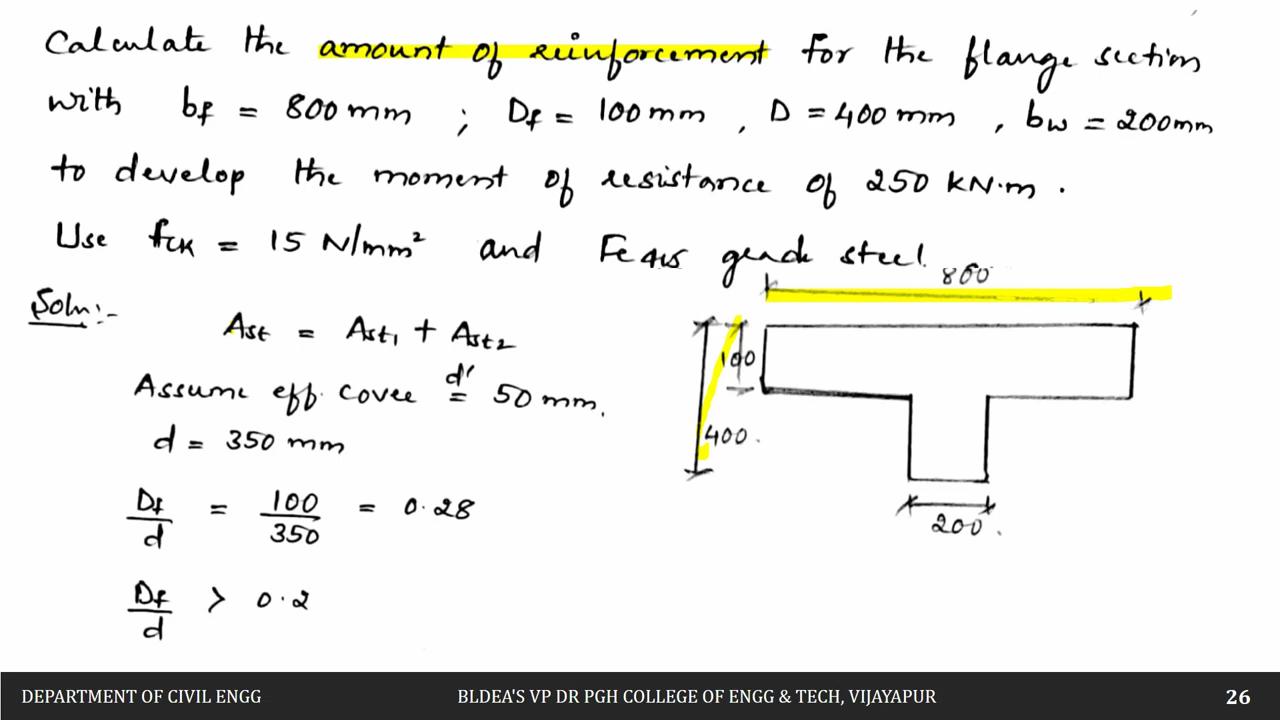 Calculate the amount of reinforcement for the flange section
with bf = 800 mm ; Df = 100 mm , D = 400 mm , bw = 200mm
to develop the moment of resistance of 250 kN.m .
Use fck = 15 N/mm² and Fe415 grade steel.
800
Soln:-
Ast = Ast1 + Ast2
100
Assume eff. cover d' = 50 mm.
400
d = 350 mm
Df/d = 100/350 = 0.28
200
Df/d > 0.2
DEPARTMENT OF CIVIL ENGG BLDEA'S VP DR PGH COLLEGE OF ENGG & TECH, VIJAYAPUR 26